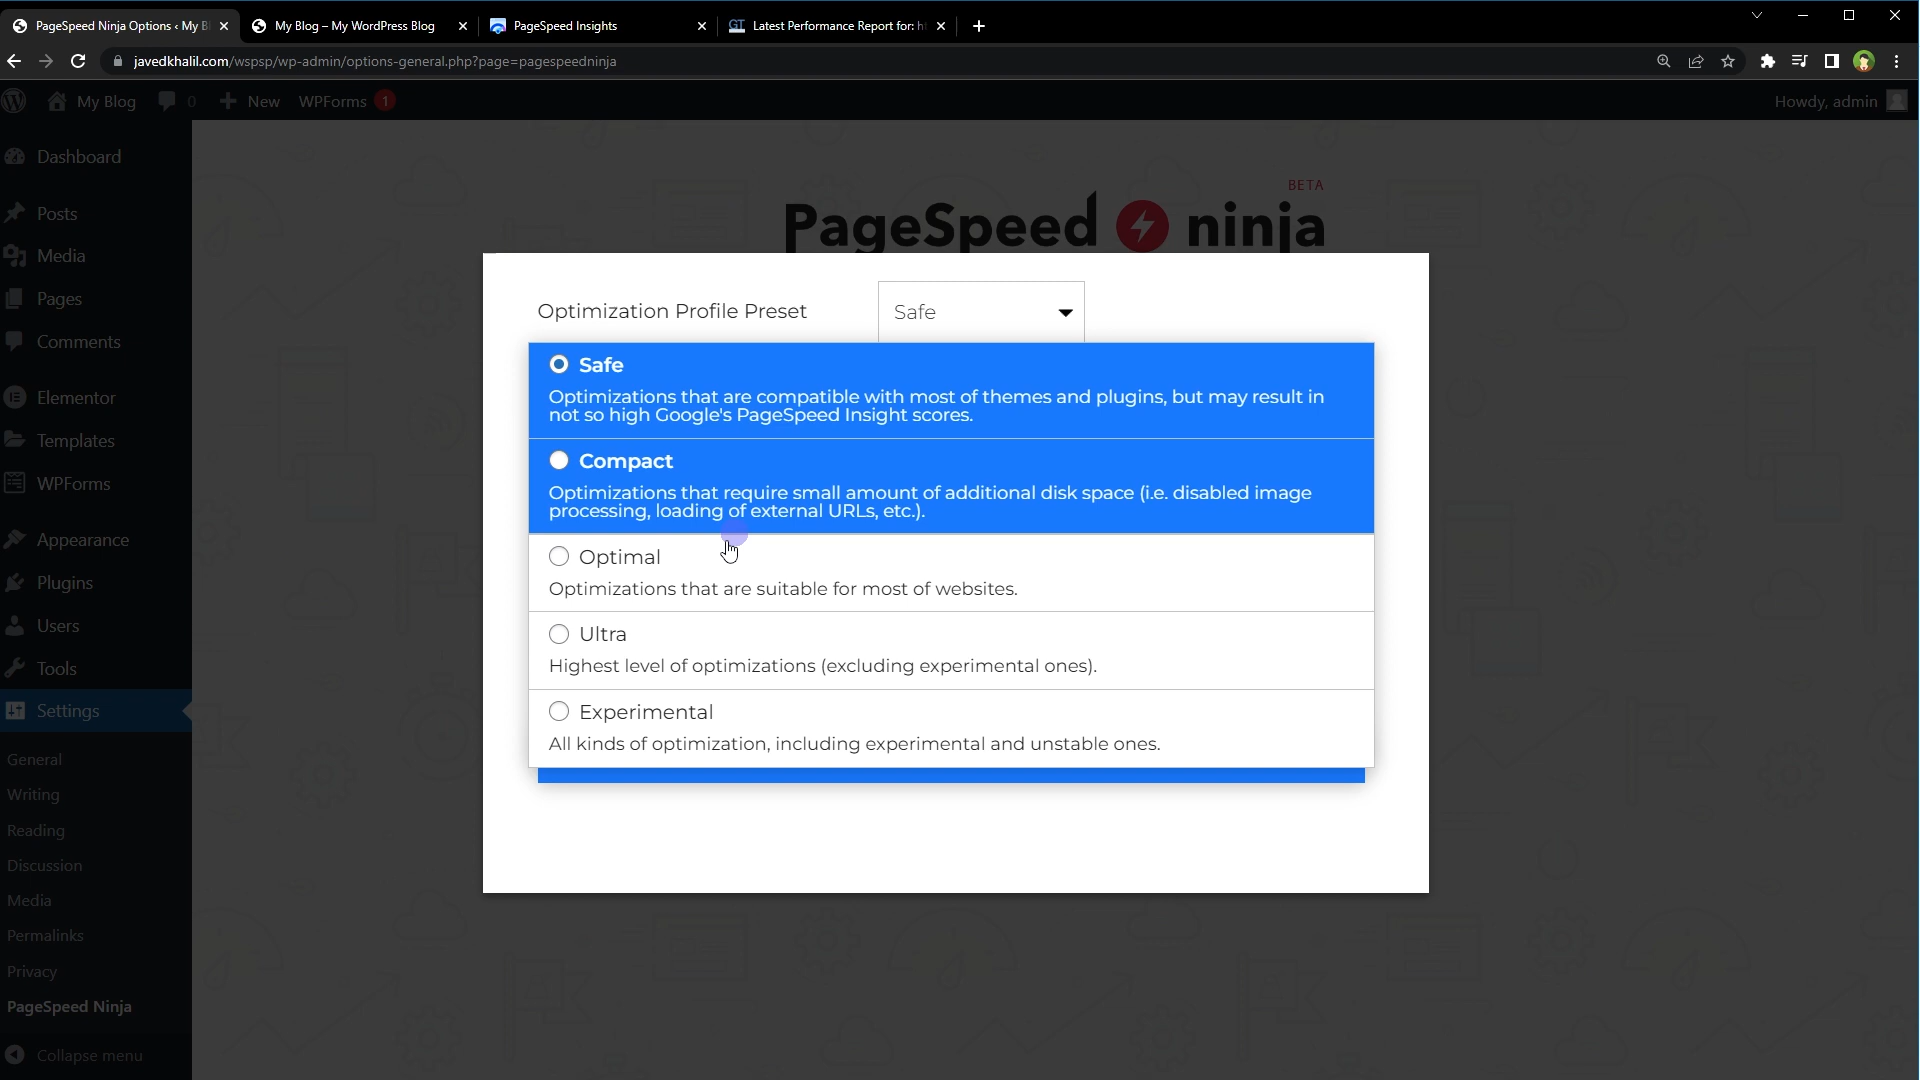 PageSpeed Ninja Options ‹ My B
My Blog – My WordPress Blog
PageSpeed Insights
GT Latest Performance Report for: h
javedkhalil.com/wspsp/wp-admin/options-general.php?page=pagespeedninja
My Blog
0
New
WPForms 1
Howdy, admin
Dashboard
Posts
Media
Pages
Comments
Elementor
Templates
WPForms
Appearance
Plugins
Users
Tools
Settings
General
Writing
Reading
Discussion
Media
Permalinks
Privacy
PageSpeed Ninja
Collapse menu
BETA
PageSpeed ninja
Optimization Profile Preset
Safe
Safe
Optimizations that are compatible with most of themes and plugins, but may result in
not so high Google's PageSpeed Insight scores.
Compact
Optimizations that require small amount of additional disk space (i.e. disabled image
processing, loading of external URLs, etc.).
Optimal
Optimizations that are suitable for most of websites.
Ultra
Highest level of optimizations (excluding experimental ones).
Experimental
All kinds of optimization, including experimental and unstable ones.